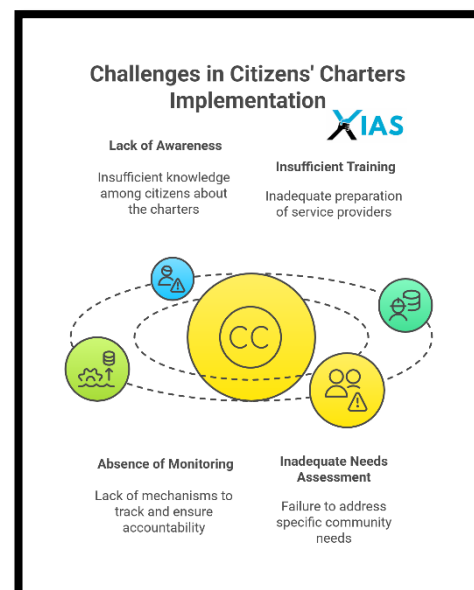 Challenges in Citizens' Charters
Implementation
XIAS
Lack of Awareness
Insufficient knowledge
among citizens about
the charters
Insufficient Training
Inadequate preparation
of service providers
CC
Absence of Monitoring
Lack of mechanisms to
track and ensure
accountability
Inadequate Needs
Assessment
Failure to address
specific community
needs